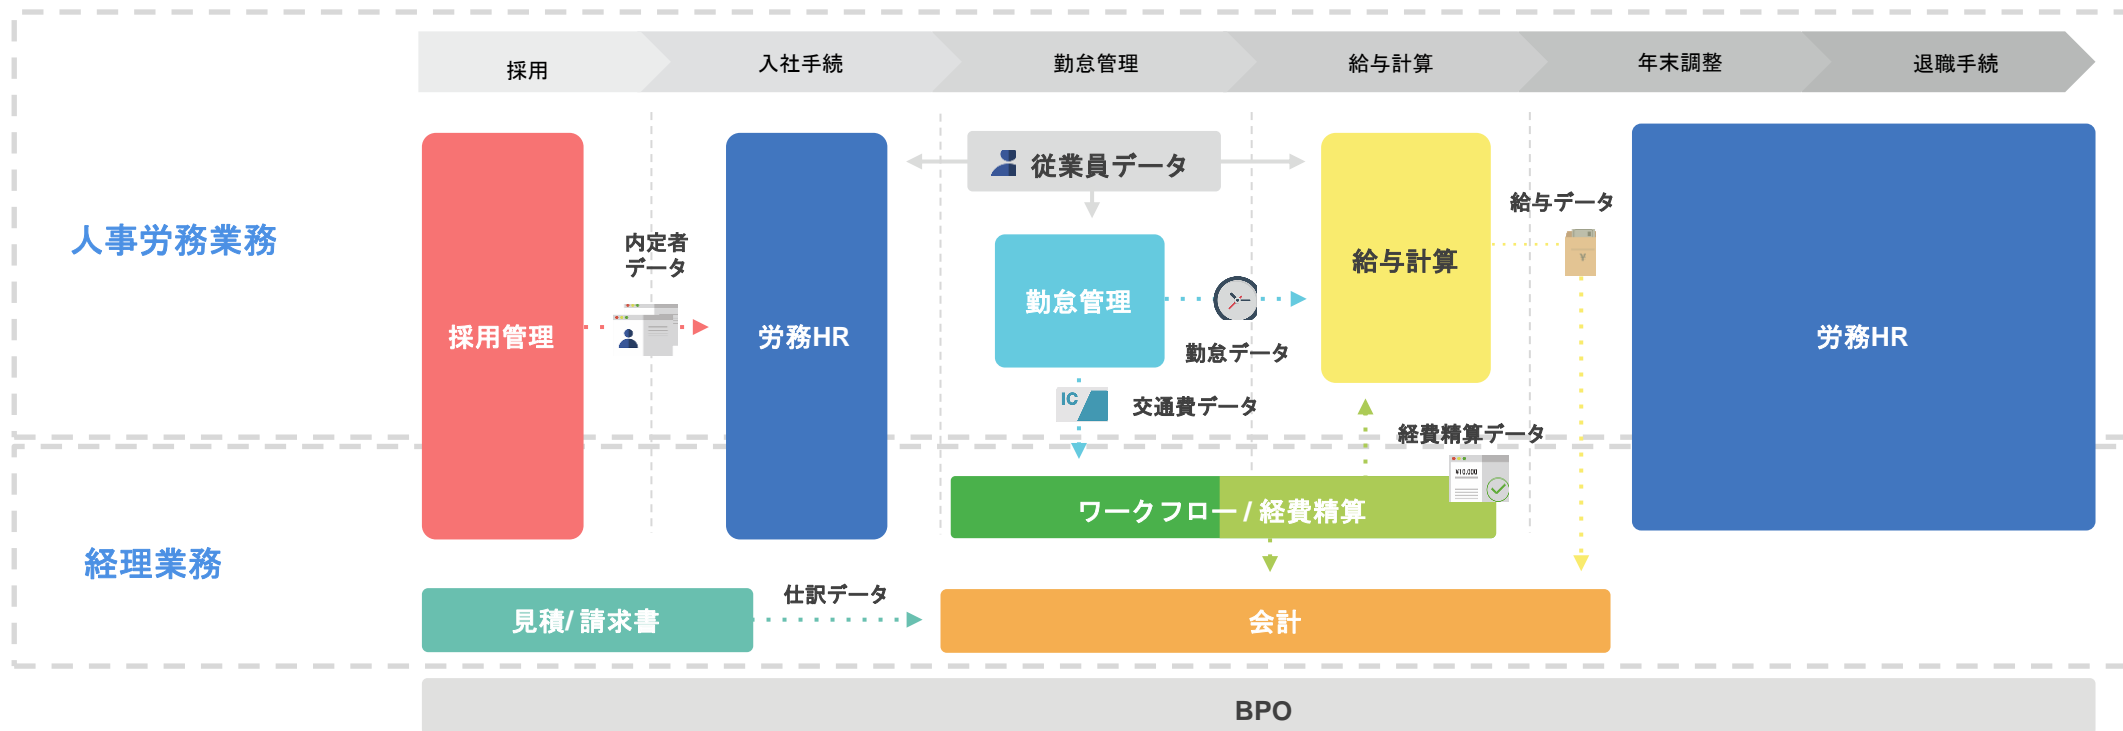 採用
入社手続
勤怠管理
給与計算
年末調整
退職手続
人事労務業務
採用管理
内定者
データ
労務HR
従業員データ
勤怠管理
勤怠データ
IC
交通費データ
給与計算
給与データ
¥
労務HR
経費精算データ
¥10,000
ワークフロー / 経費精算
経理業務
見積/ 請求書
仕訳データ
会計
BPO